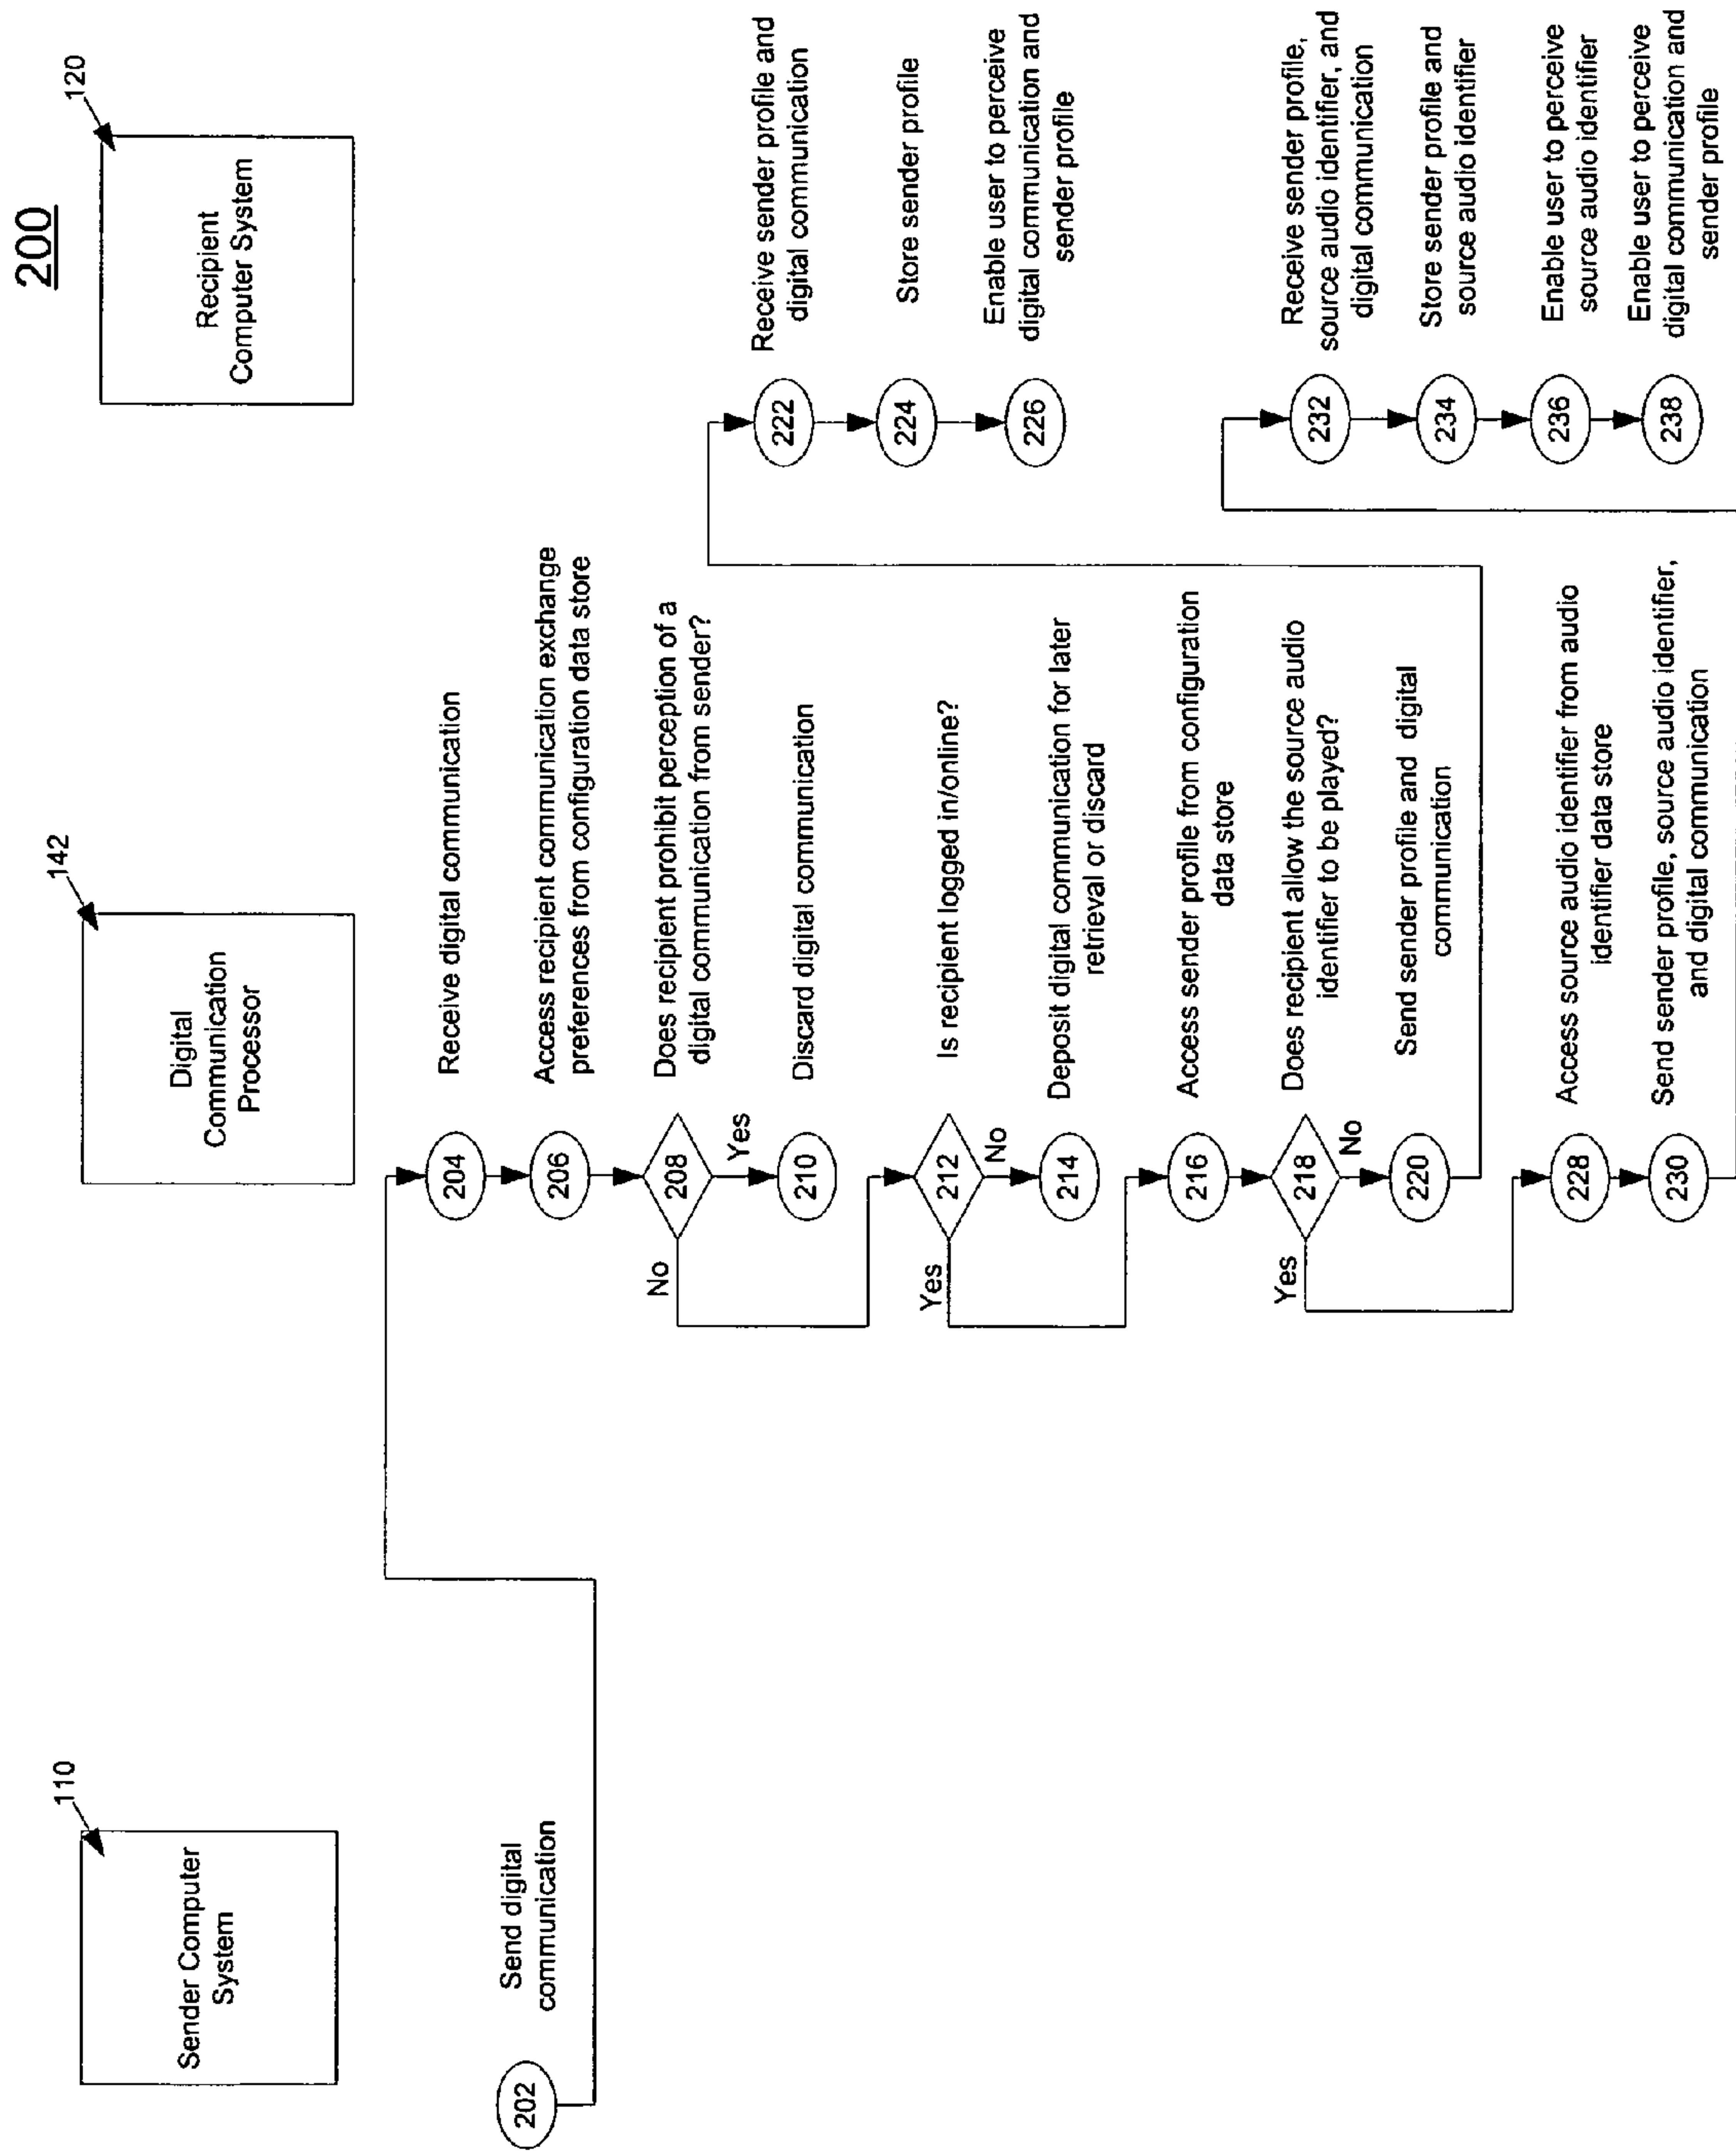 200
110
Sender Computer
System
142
Digital
Communication
Processor
120
Recipient
Computer System
202
Send digital
communication
204
Receive digital communication
206
Access recipient communication exchange
preferences from configuration data store
208
Does recipient prohibit perception of a
digital communication from sender?
No
Yes
210
Discard digital communication
212
Is recipient logged in/online?
Yes
No
214
Deposit digital communication for later
retrieval or discard
216
Access sender profile from configuration
data store
218
Does recipient allow the source audio
identifier to be played?
Yes
No
220
Send sender profile and digital
communication
222
Receive sender profile and
digital communication
224
Store sender profile
226
Enable user to perceive
digital communication and
sender profile
228
Access source audio identifier from audio
identifier data store
230
Send sender profile, source audio identifier,
and digital communication
232
Receive sender profile,
source audio identifier, and
digital communication
234
Store sender profile and
source audio identifier
236
Enable user to perceive
source audio identifier
238
Enable user to perceive
digital communication and
sender profile